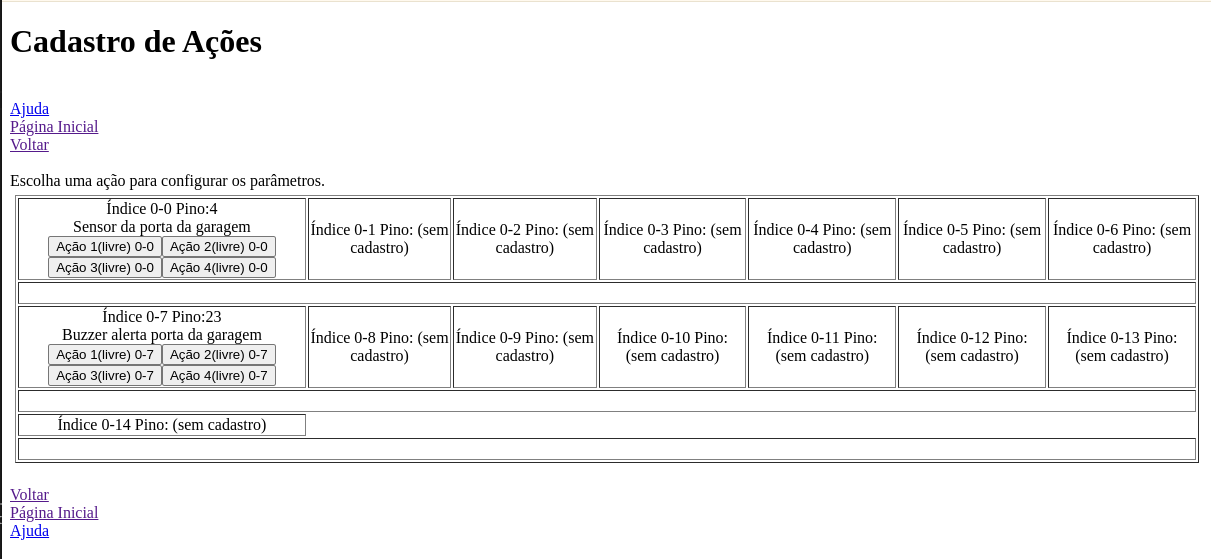 Cadastro de Ações
Ajuda
Página Inicial
Voltar
Escolha uma ação para configurar os parâmetros.
Índice 0-0 Pino:4
Sensor da porta da garagem
Ação 1(livre) 0-0 Ação 2(livre) 0-0
Ação 3(livre) 0-0 Ação 4(livre) 0-0
Índice 0-1 Pino: (sem
cadastro)
Índice 0-2 Pino: (sem
cadastro)
Índice 0-3 Pino: (sem
cadastro)
Índice 0-4 Pino: (sem
cadastro)
Índice 0-5 Pino: (sem
cadastro)
Índice 0-6 Pino: (sem
cadastro)
Índice 0-7 Pino:23
Buzzer alerta porta da garagem
Ação 1(livre) 0-7 Ação 2(livre) 0-7
Ação 3(livre) 0-7 Ação 4(livre) 0-7
Índice 0-8 Pino: (sem
cadastro)
Índice 0-9 Pino: (sem
cadastro)
Índice 0-10 Pino:
(sem cadastro)
Índice 0-11 Pino:
(sem cadastro)
Índice 0-12 Pino:
(sem cadastro)
Índice 0-13 Pino:
(sem cadastro)
Índice 0-14 Pino: (sem cadastro)
Voltar
Página Inicial
Ajuda